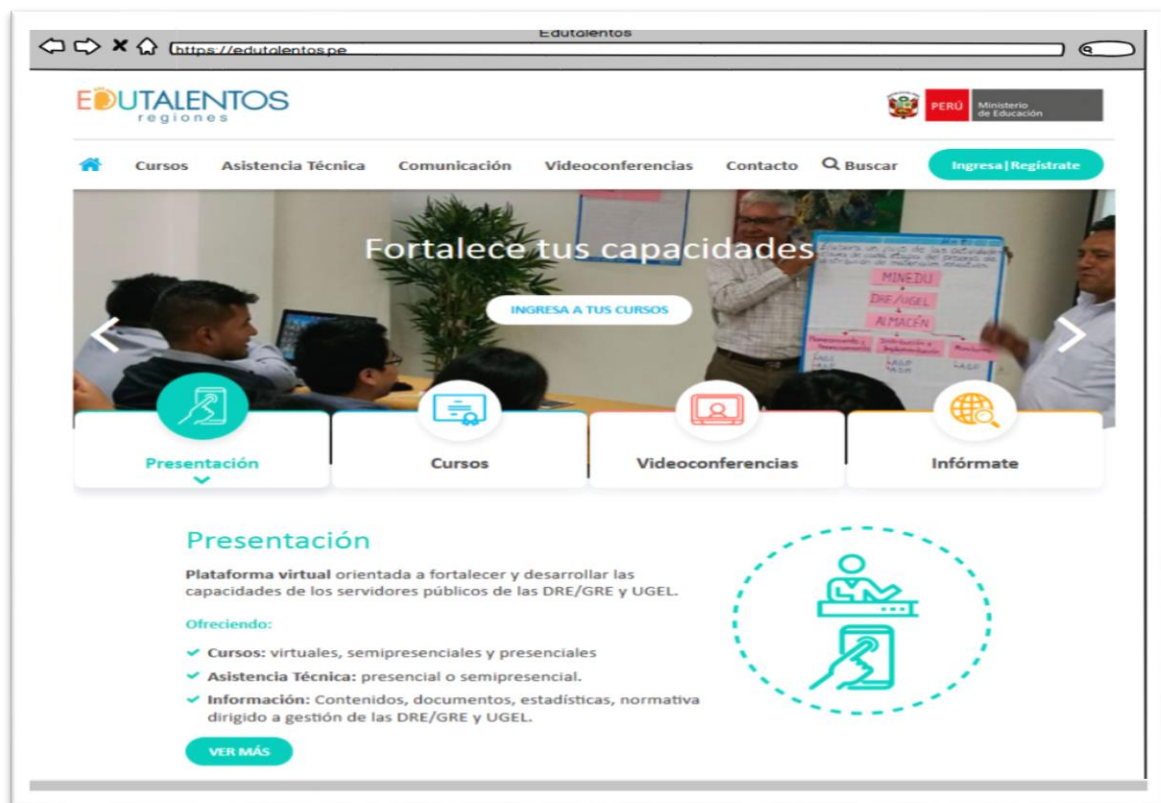 Edutalentos
https://edutalentos.pe
EDUTALENTOS
regiones
PERÚ
Ministerio
de Educación
Cursos Asistencia Técnica Comunicación Videoconferencias Contacto Buscar Ingresa|Regístrate
Fortalece tus capacidades
INGRESA A TUS CURSOS
MINEDU
DRE/UGEL
ALMACÉN
Presentación Cursos Videoconferencias Infórmate
Presentación
Plataforma virtual orientada a fortalecer y desarrollar las
capacidades de los servidores públicos de las DRE/GRE y UGEL.
Ofreciendo:
Cursos: virtuales, semipresenciales y presenciales
Asistencia Técnica: presencial o semipresencial.
Información: Contenidos, documentos, estadísticas, normativa
dirigido a gestión de las DRE/GRE y UGEL.
VER MÁS